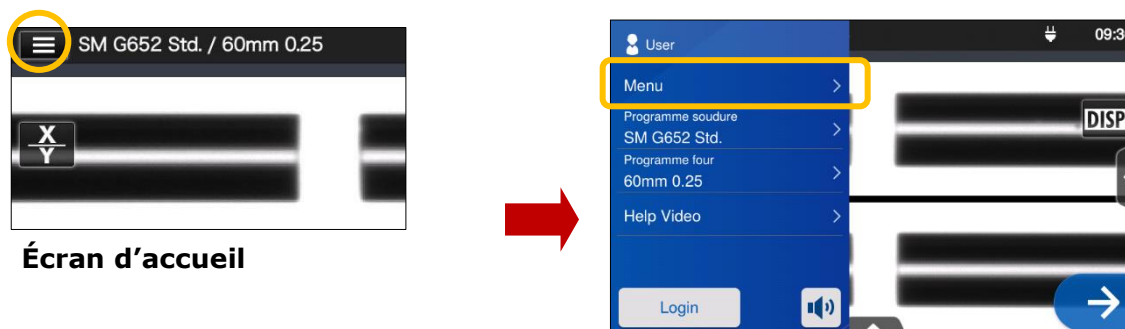 SM G652 Std. / 60mm 0.25
X
Y
Écran d'accueil
User
Menu
Programme soudure
SM G652 Std.
Programme four
60mm 0.25
Help Video
Login
09:3
DISP